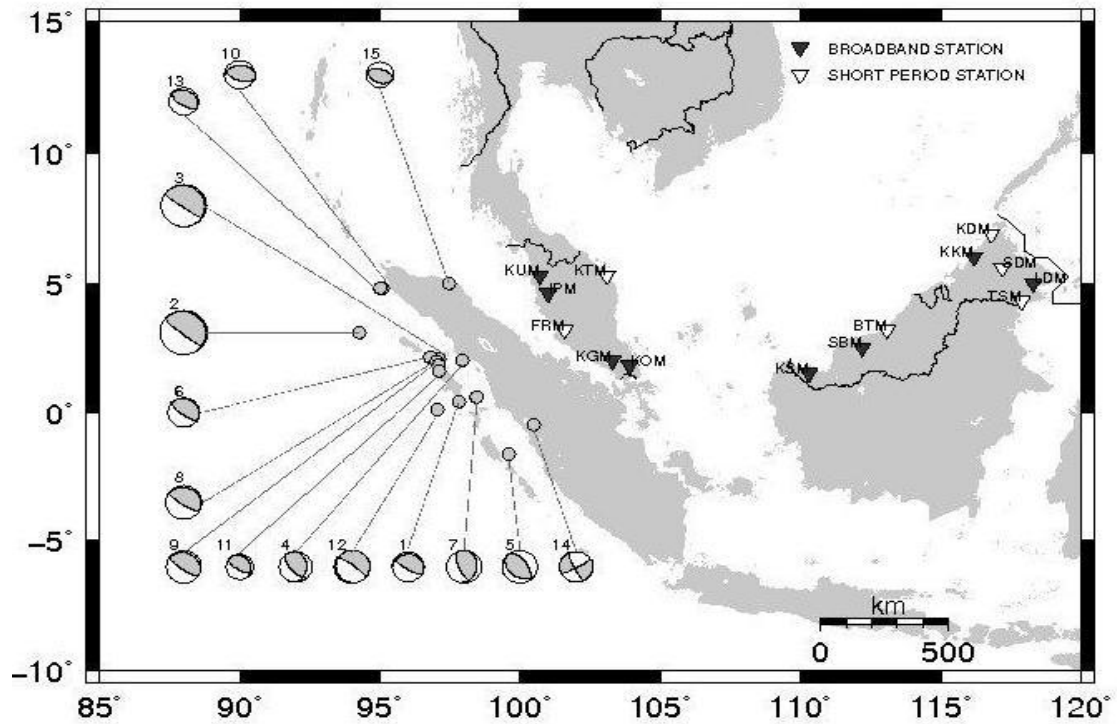 15°
10°
5°
0°
−5°
−10°
85°
90°
95°
100°
105°
110°
115°
120°
BROADBAND STATION
SHORT PERIOD STATION
10
15
13
3
2
6
8
9
11
4
12
1
7
5
14
KUM
KTM
IPM
FRM
KGM
KOM
KDM
KKM
SDM
LDM
TSM
BTM
SBM
KSM
km
0
500